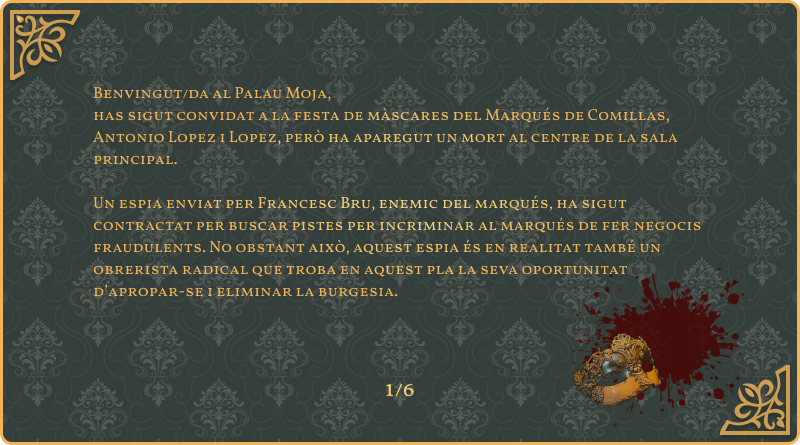 Benvingut/da al Palau Moja,
has sigut convidat a la festa de màscares del Marqués de Comillas,
Antonio Lopez i Lopez, però ha aparegut un mort al centre de la sala
principal.
Un espia enviat per Francesc Bru, enemic del marqués, ha sigut
contractat per buscar pistes per incriminar al marqués de fer negocis
fraudulents. No obstant això, aquest espia és en realitat també un
obrerista radical que troba en aquest pla la seva oportunitat
d'apropar-se i eliminar la burgesia.
1/6